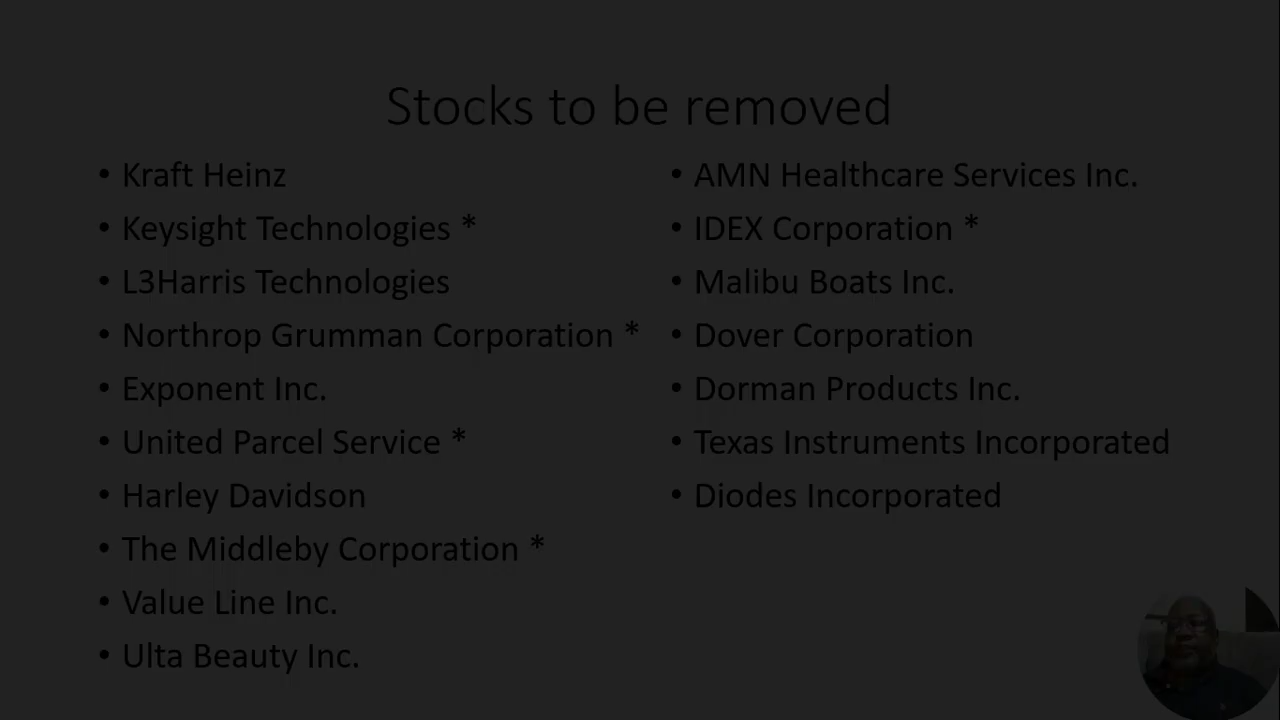 Stocks to be removed
• Kraft Heinz
• Keysight Technologies *
• L3Harris Technologies
• Northrop Grumman Corporation *
• Exponent Inc.
• United Parcel Service *
• Harley Davidson
• The Middleby Corporation *
• Value Line Inc.
• Ulta Beauty Inc.
• AMN Healthcare Services Inc.
• IDEX Corporation *
• Malibu Boats Inc.
• Dover Corporation
• Dorman Products Inc.
• Texas Instruments Incorporated
• Diodes Incorporated